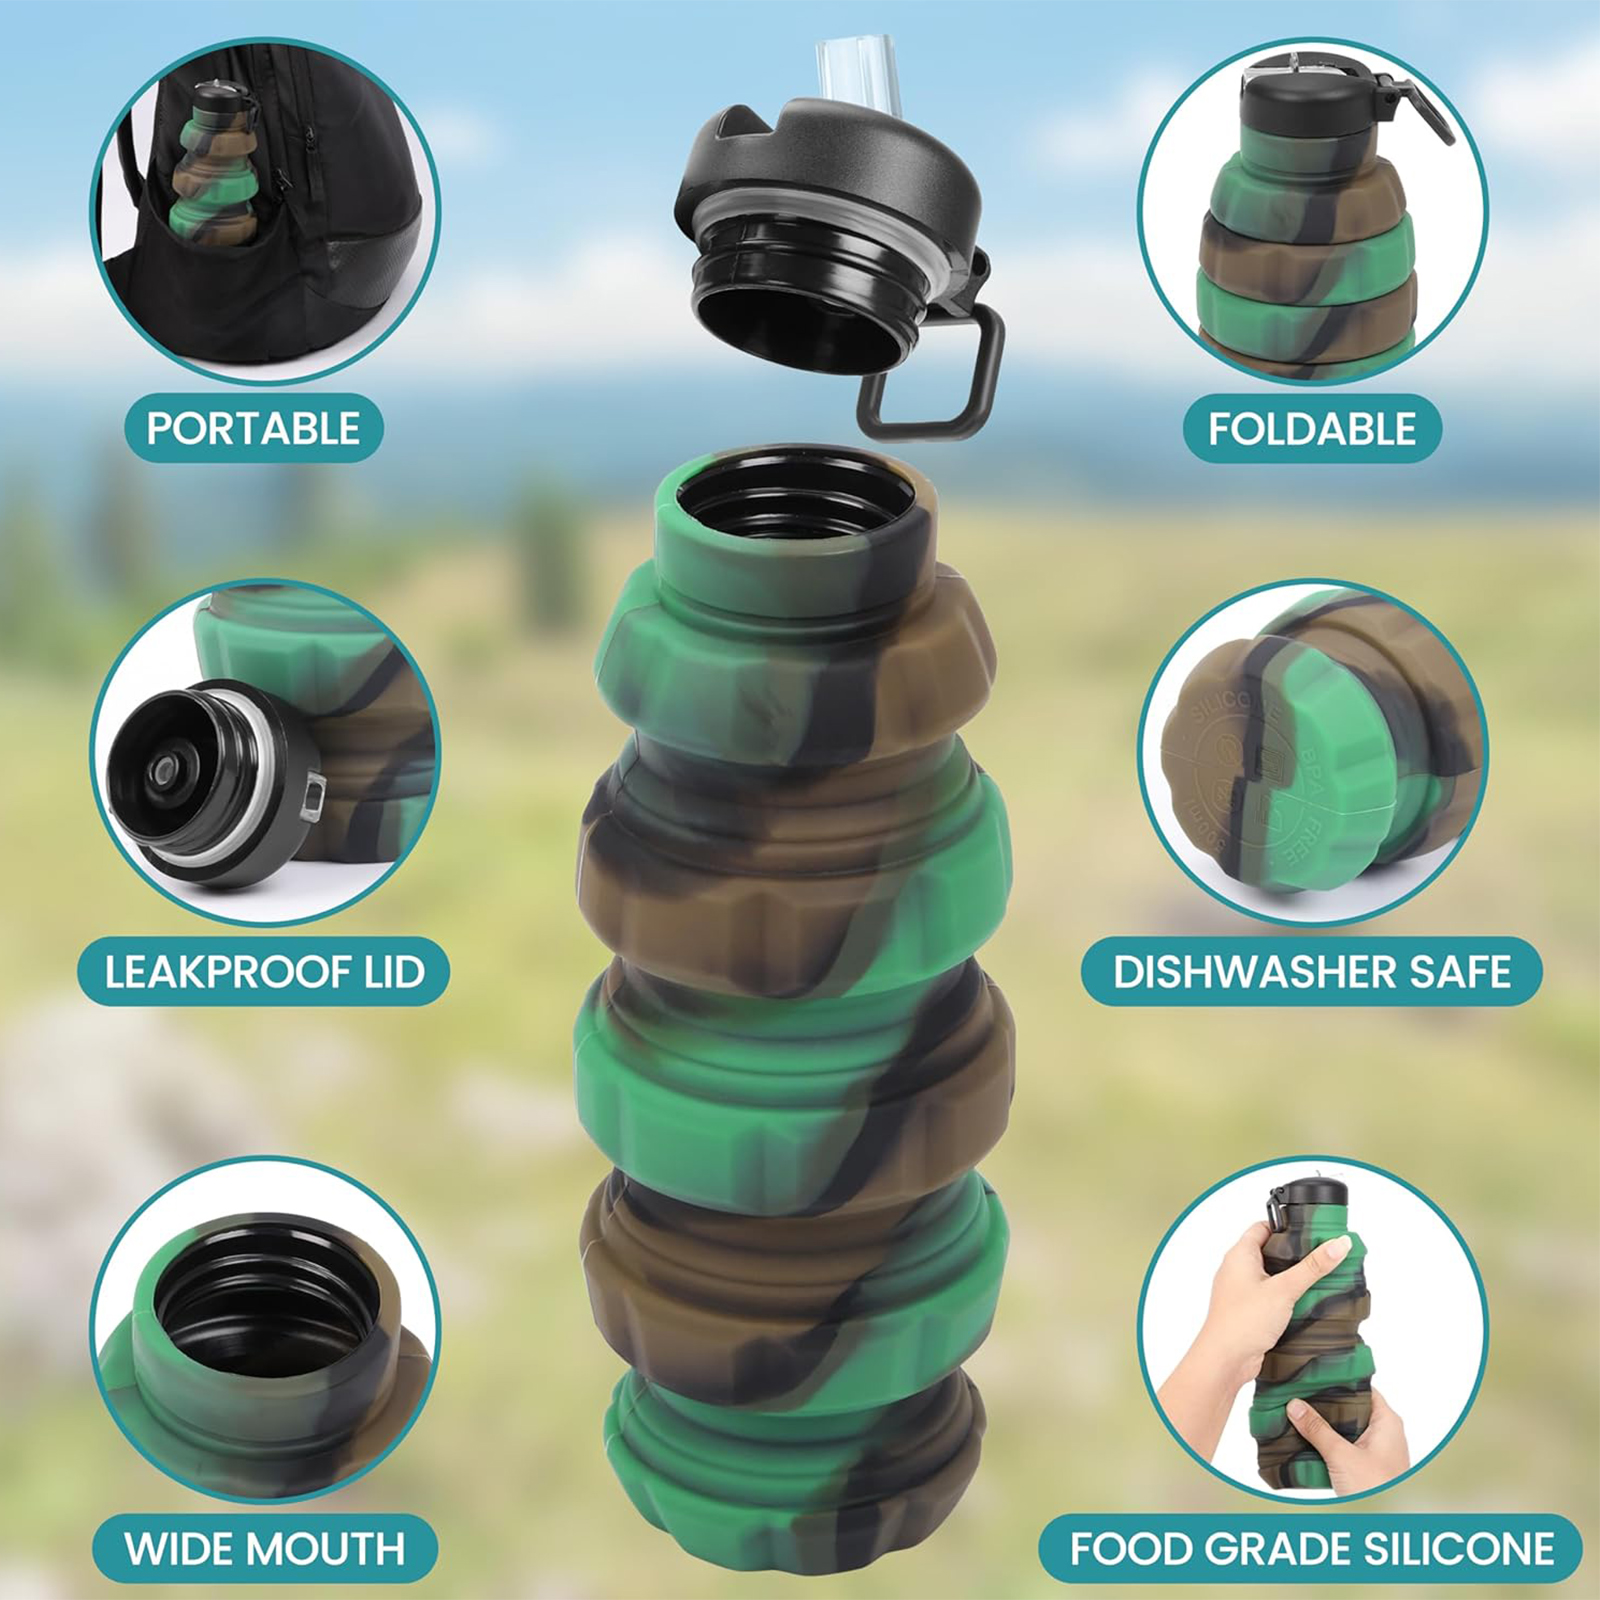 PORTABLE
FOLDABLE
LEAKPROOF LID
DISHWASHER SAFE
SILICONE
BPA FREE
500ml
WIDE MOUTH
FOOD GRADE SILICONE